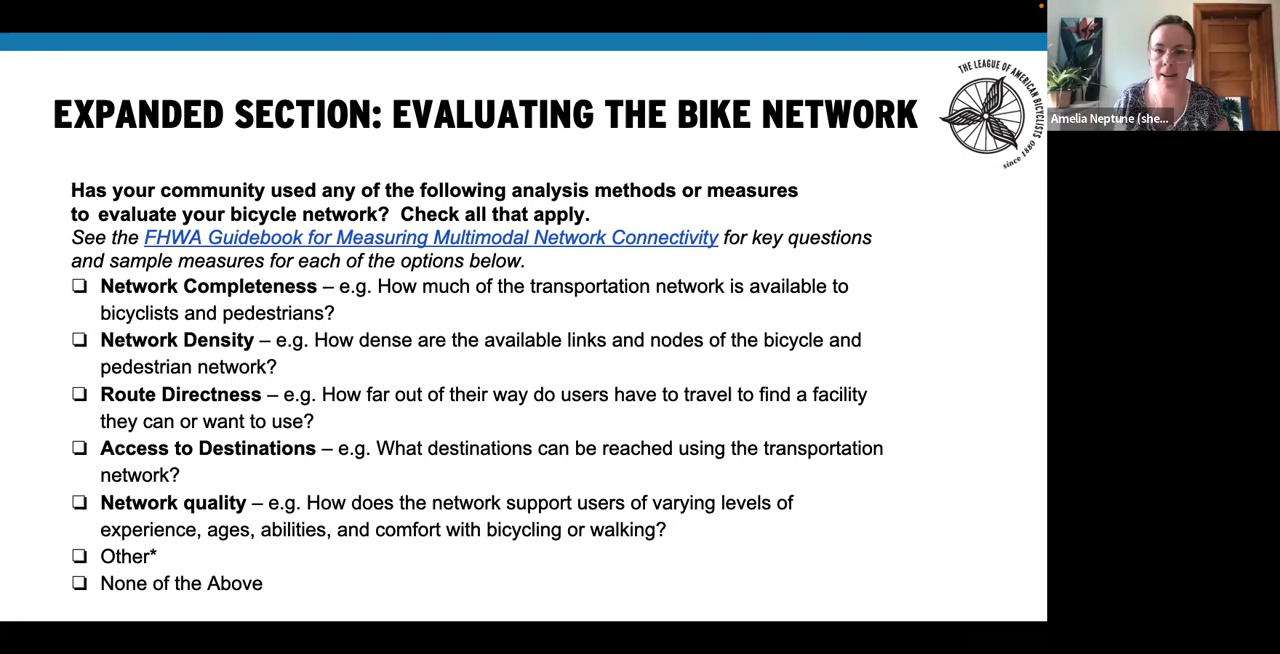 EXPANDED SECTION: EVALUATING THE BIKE NETWORK
THE LEAGUE OF AMERICAN BICYCLISTS
since 1880
Amelia Neptune (she...
Has your community used any of the following analysis methods or measures
to evaluate your bicycle network? Check all that apply.
See the FHWA Guidebook for Measuring Multimodal Network Connectivity for key questions
and sample measures for each of the options below.
❏ Network Completeness – e.g. How much of the transportation network is available to
bicyclists and pedestrians?
❏ Network Density – e.g. How dense are the available links and nodes of the bicycle and
pedestrian network?
❏ Route Directness – e.g. How far out of their way do users have to travel to find a facility
they can or want to use?
❏ Access to Destinations – e.g. What destinations can be reached using the transportation
network?
❏ Network quality – e.g. How does the network support users of varying levels of
experience, ages, abilities, and comfort with bicycling or walking?
❏ Other*
❏ None of the Above